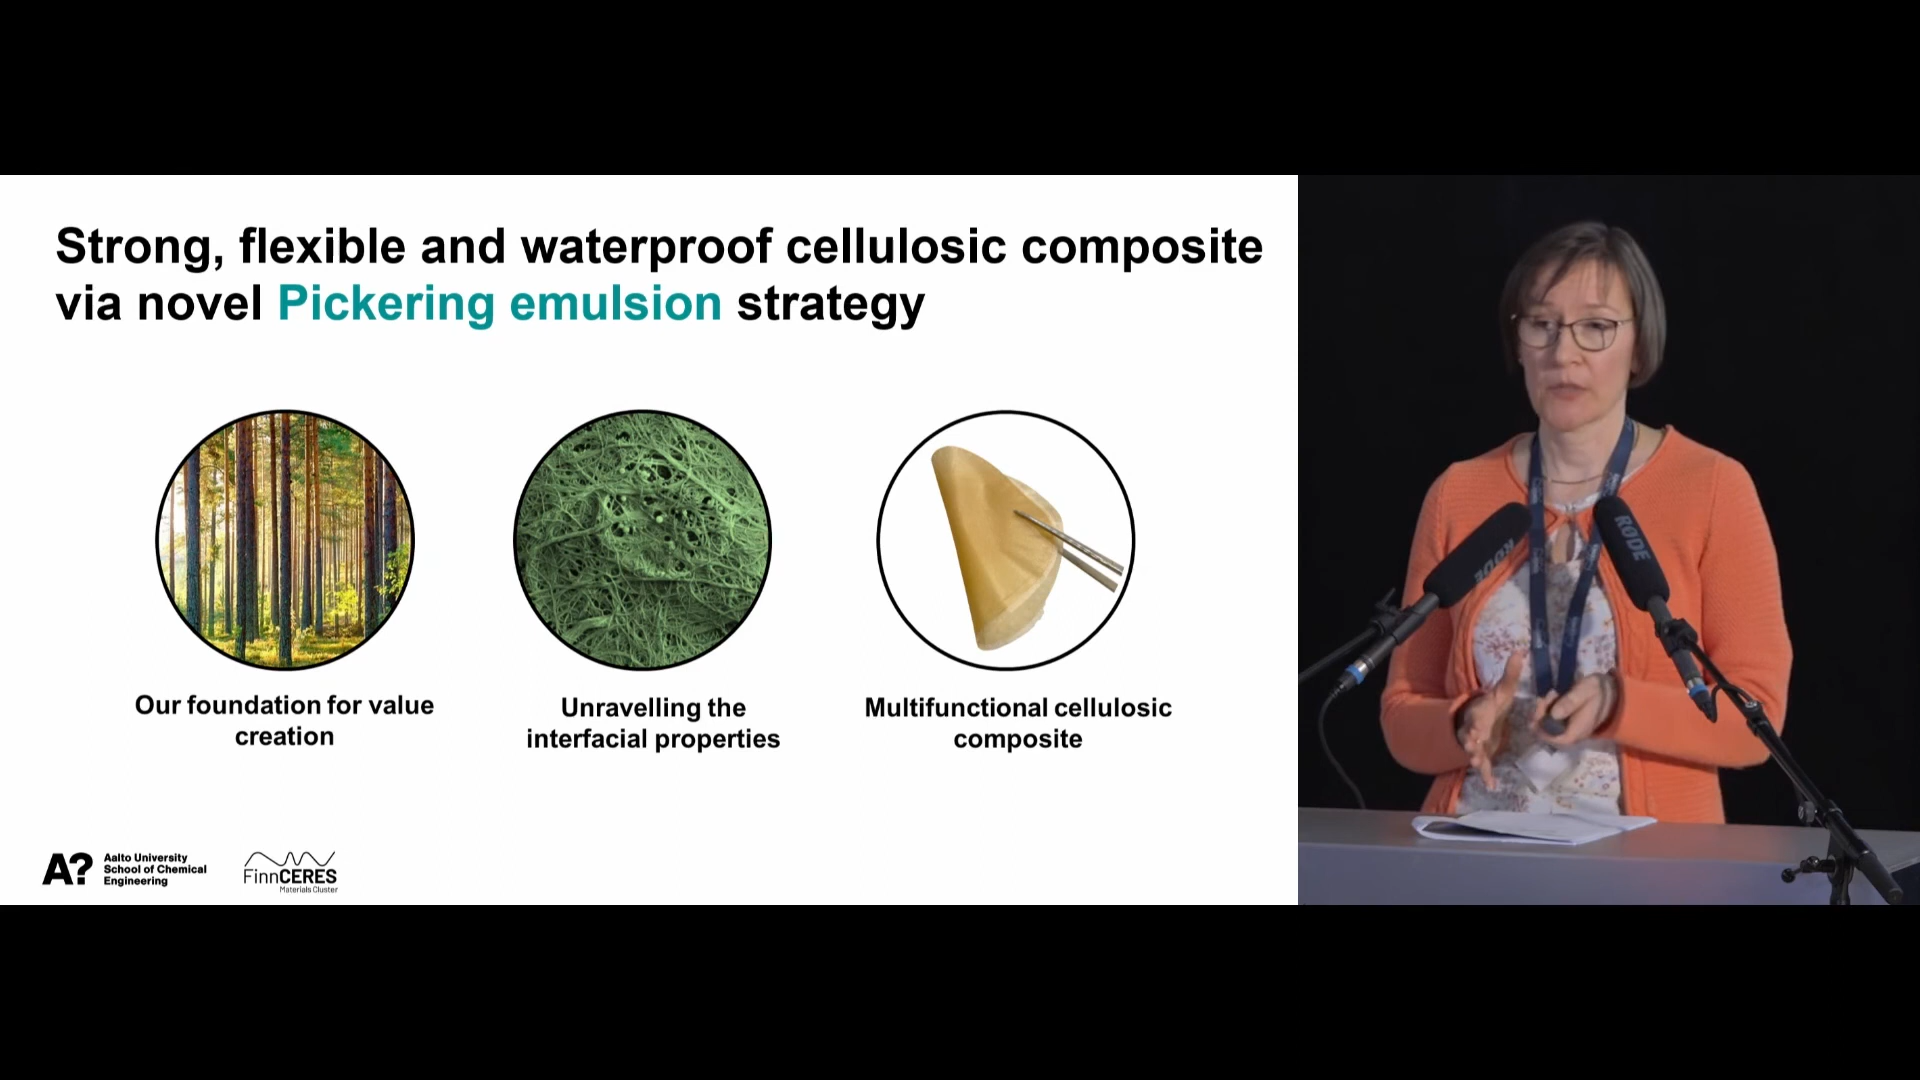 Strong, flexible and waterproof cellulosic composite
via novel Pickering emulsion strategy
Our foundation for value
creation
Unravelling the
interfacial properties
Multifunctional cellulosic
composite
A?
Aalto University
School of Chemical
Engineering
FinnCERES
Materials Cluster
RØDE
RØDE